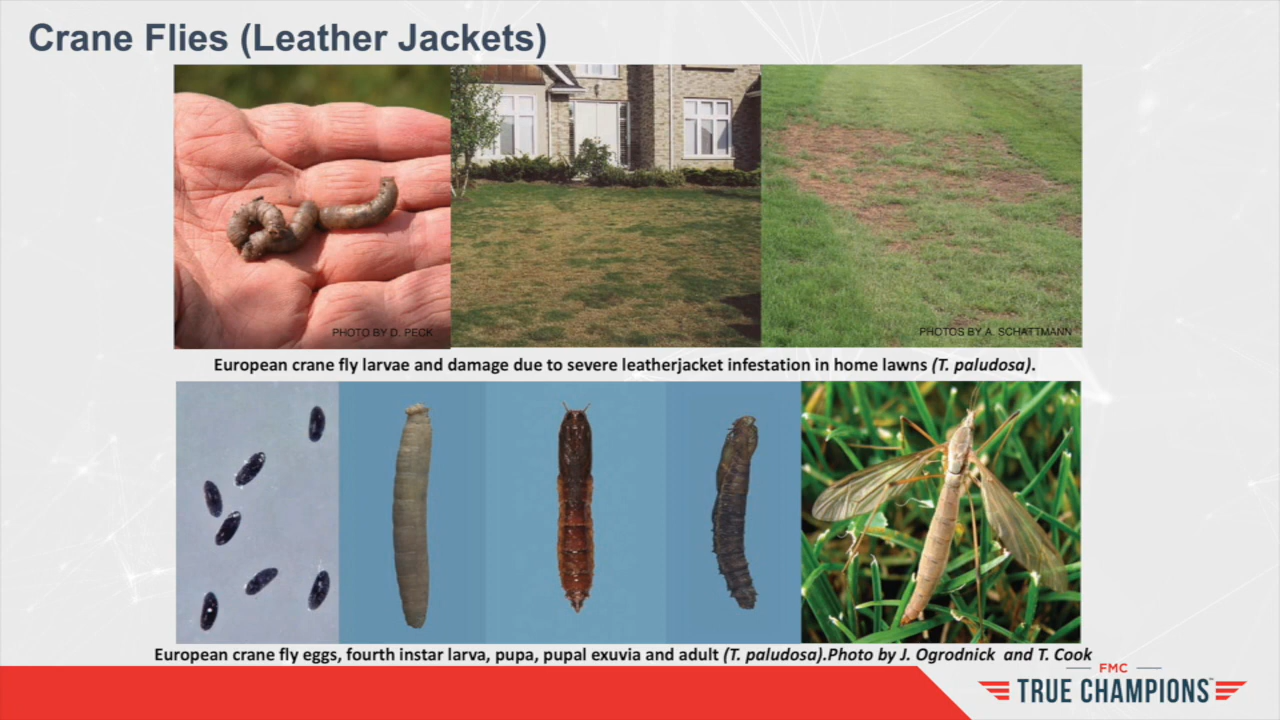 Crane Flies (Leather Jackets)
PHOTO BY D. PECK
PHOTOS BY A. SCHATTMANN
European crane fly larvae and damage due to severe leatherjacket infestation in home lawns (T. paludosa).
European crane fly eggs, fourth instar larva, pupa, pupal exuvia and adult (T. paludosa).Photo by J. Ogrodnick and T. Cook
FMC
TRUE CHAMPIONS™